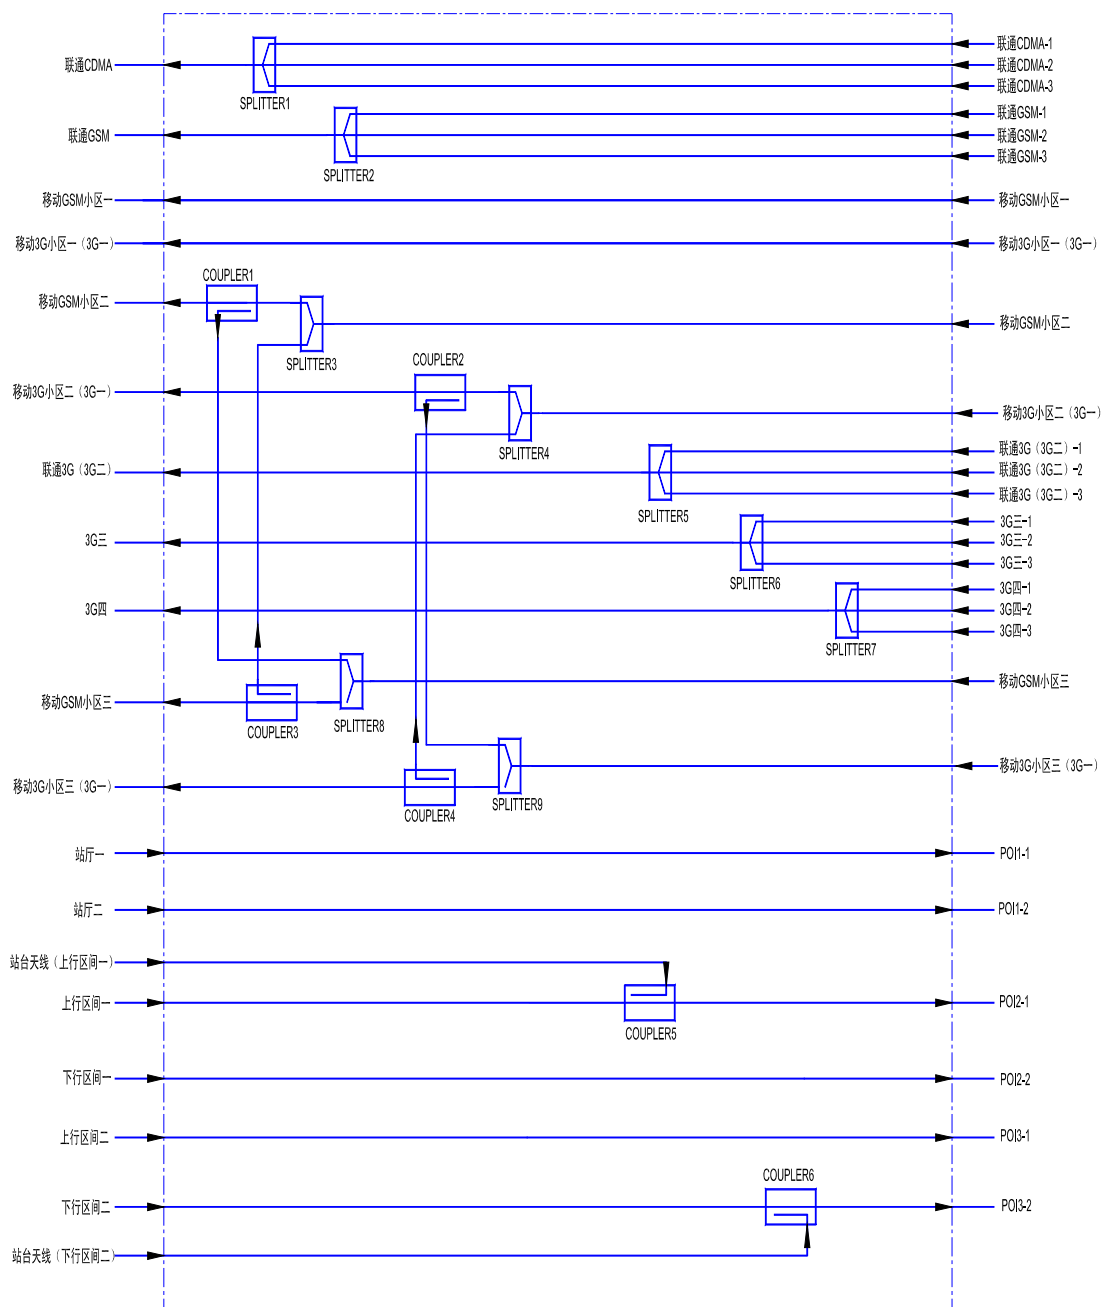 联通CDMA-1
联通CDMA
联通CDMA-2
联通CDMA-3
SPLITTER1
联通GSM-1
联通GSM
联通GSM-2
联通GSM-3
SPLITTER2
移动GSM小区一
移动GSM小区一
移动3G小区一（3G一）
移动3G小区一（3G一）
COUPLER1
移动GSM小区二
移动GSM小区二
SPLITTER3
COUPLER2
移动3G小区二（3G一）
移动3G小区二（3G一）
SPLITTER4
联通3G（3G二）-1
联通3G（3G二）
联通3G（3G二）-2
联通3G（3G二）-3
SPLITTER5
3G三-1
3G三
3G三-2
3G三-3
SPLITTER6
3G四-1
3G四
3G四-2
3G四-3
SPLITTER7
移动GSM小区三
移动GSM小区三
SPLITTER8
COUPLER3
移动3G小区三（3G一）
移动3G小区三（3G一）
SPLITTER9
COUPLER4
站厅一
POI1-1
站厅二
POI1-2
站台天线（上行区间一）
上行区间一
POI2-1
COUPLER5
下行区间一
POI2-2
上行区间二
POI3-1
COUPLER6
下行区间二
POI3-2
站台天线（下行区间二）